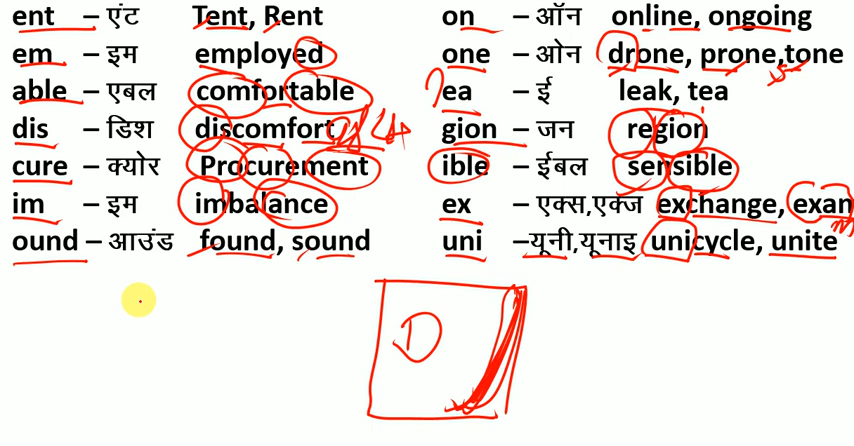 ent – एंट Tent, Rent
em – इम employed
able – एबल comfortable
dis – डिश discomfort
cure – क्योर Procurement
im – इम imbalance
ound – आउंड found, sound
on – ऑन online, ongoing
one – ओन drone, prone,tone
ea – ई leak, tea
gion – जन region
ible – ईबल sensible
ex – एक्स,एक्ज exchange, exam
uni –यूनी,यूनाइ unicycle, unite
D